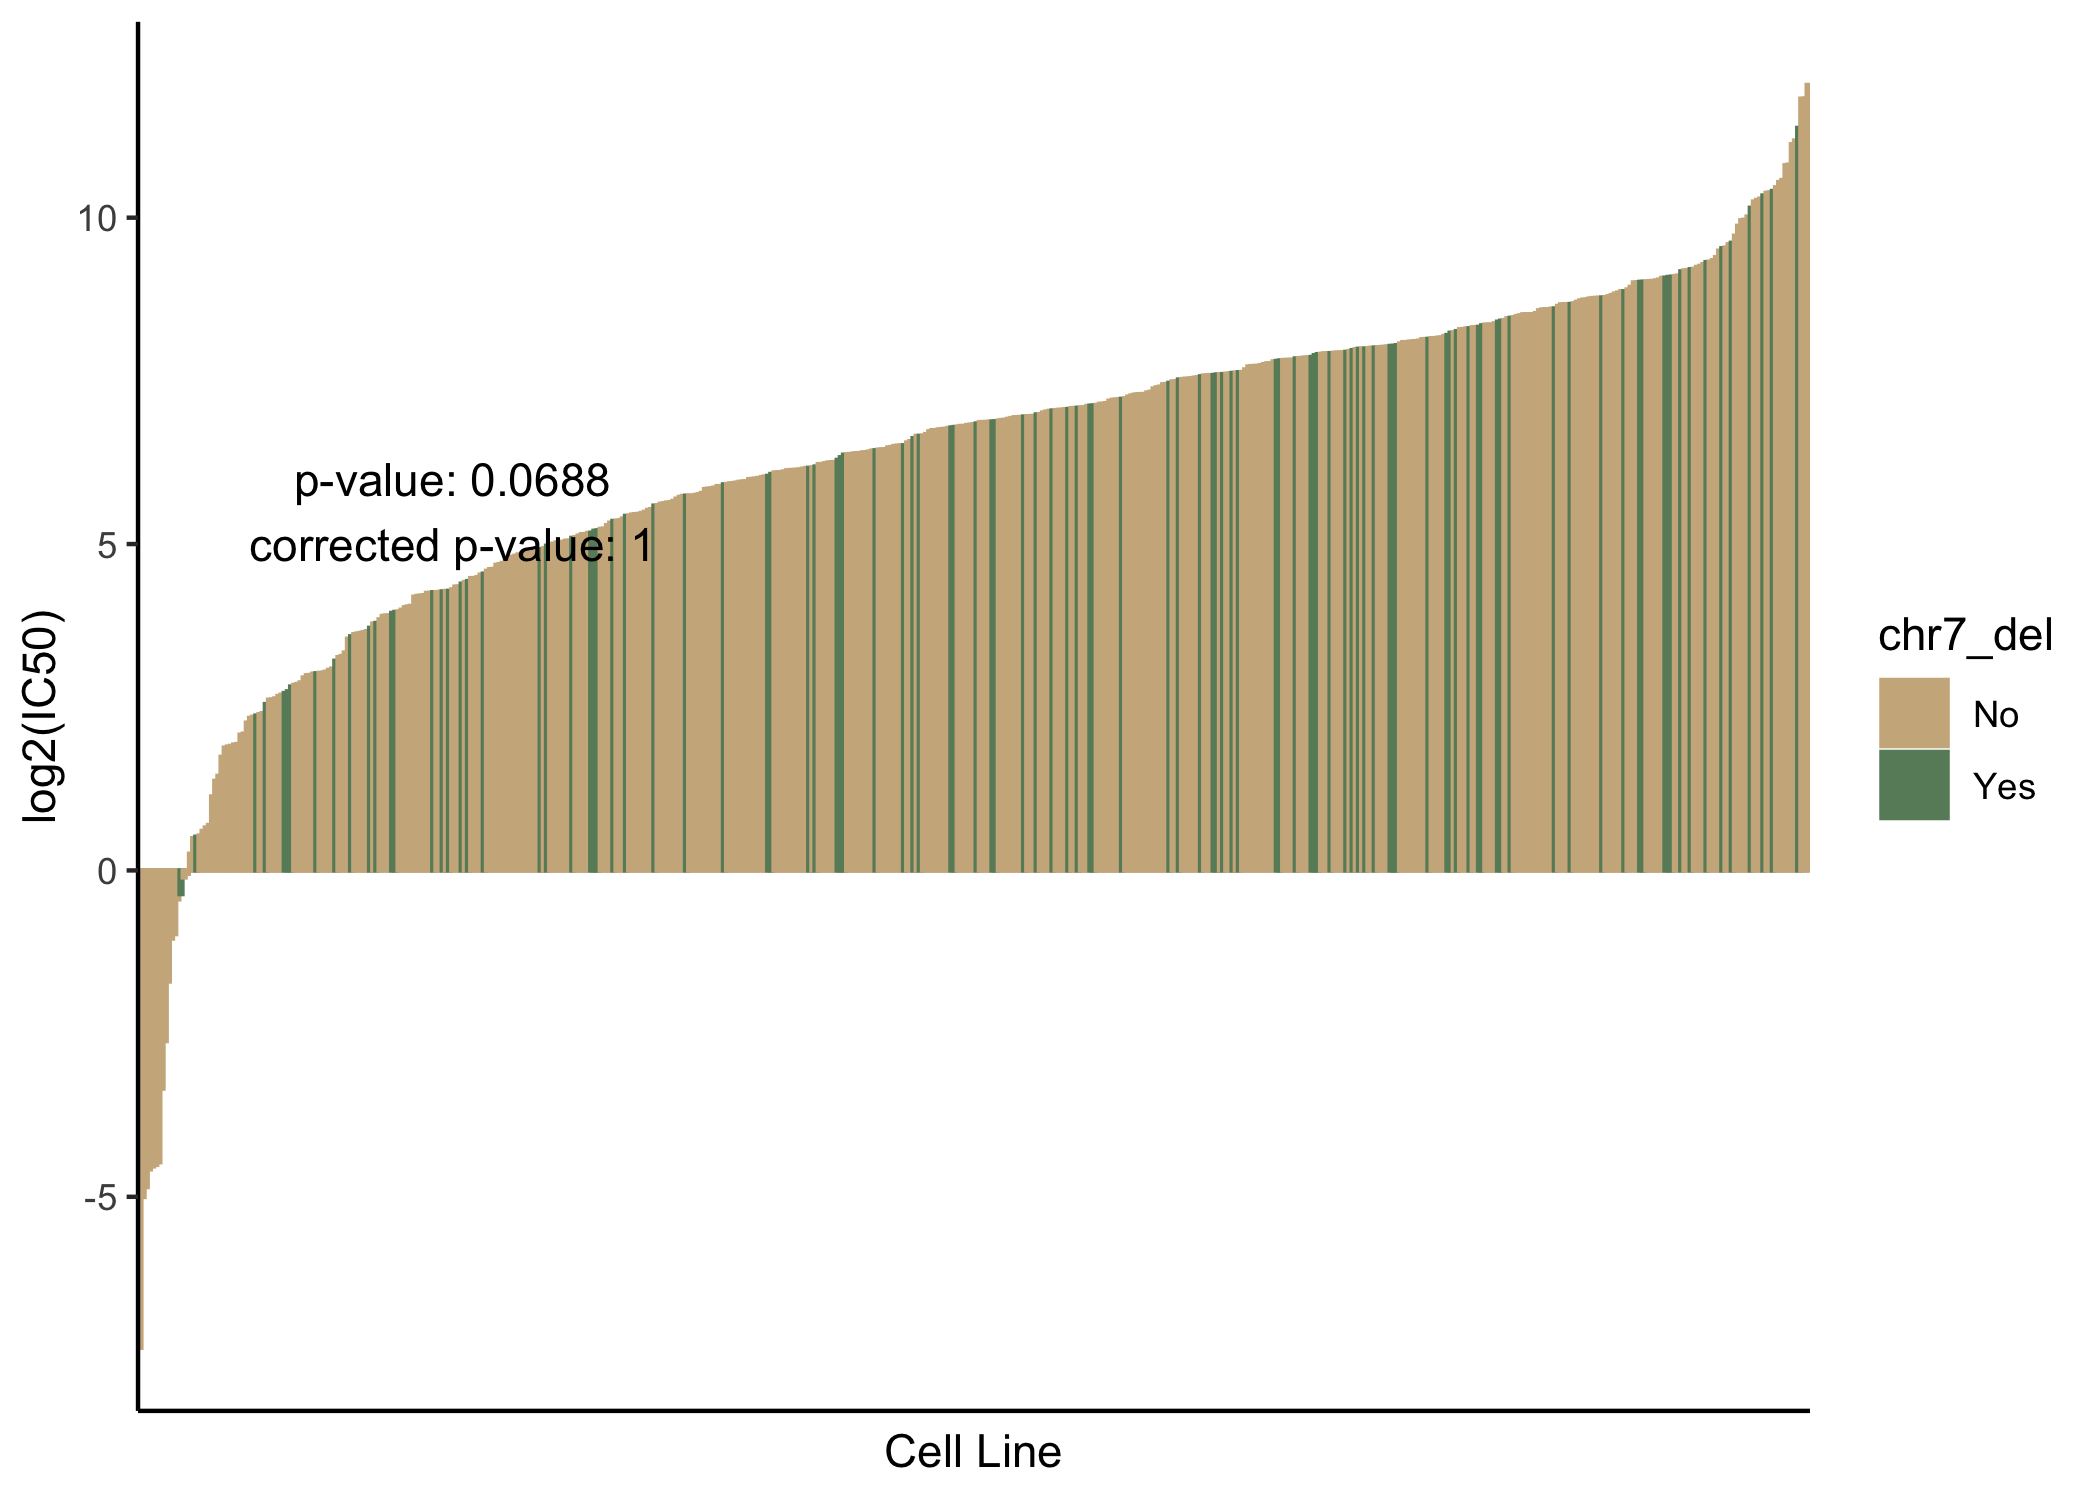 10
5
0
-5
log2(IC50)
p-value: 0.0688
corrected p-value: 1
Cell Line
chr7_del
No
Yes